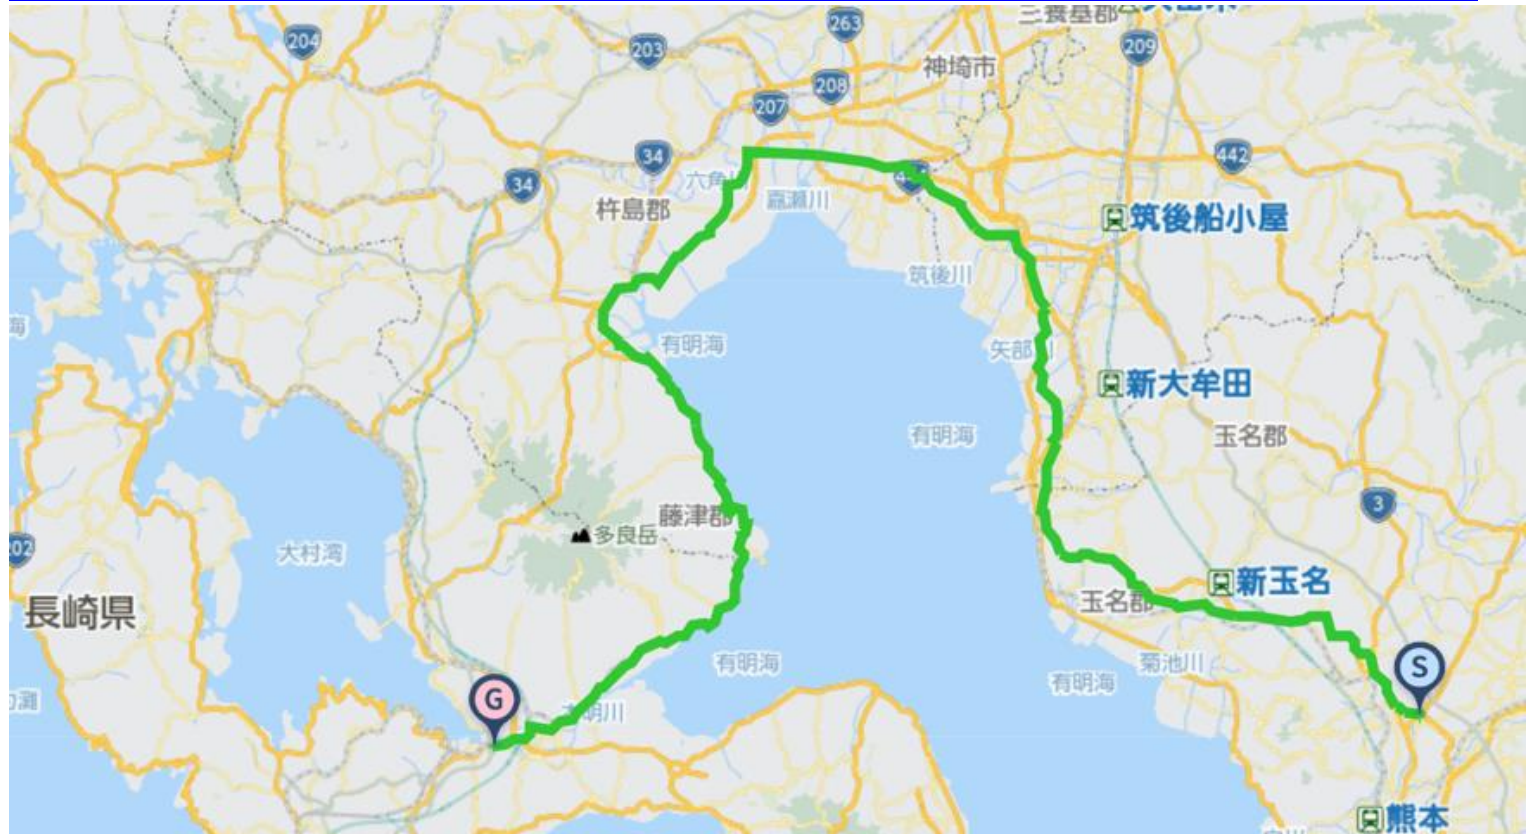 三養基郡
263
204
209
203
神埼市
208
207
34
442
34
六角
嘉瀬川
杵島郡
筑後船小屋
筑後川
有明海
矢部川
新大牟田
有明海
玉名郡
3
藤津郡
多良岳
202
大村湾
新玉名
長崎県
玉名郡
有明海
菊池川
有明海
S
G
明川
灘
熊本
海